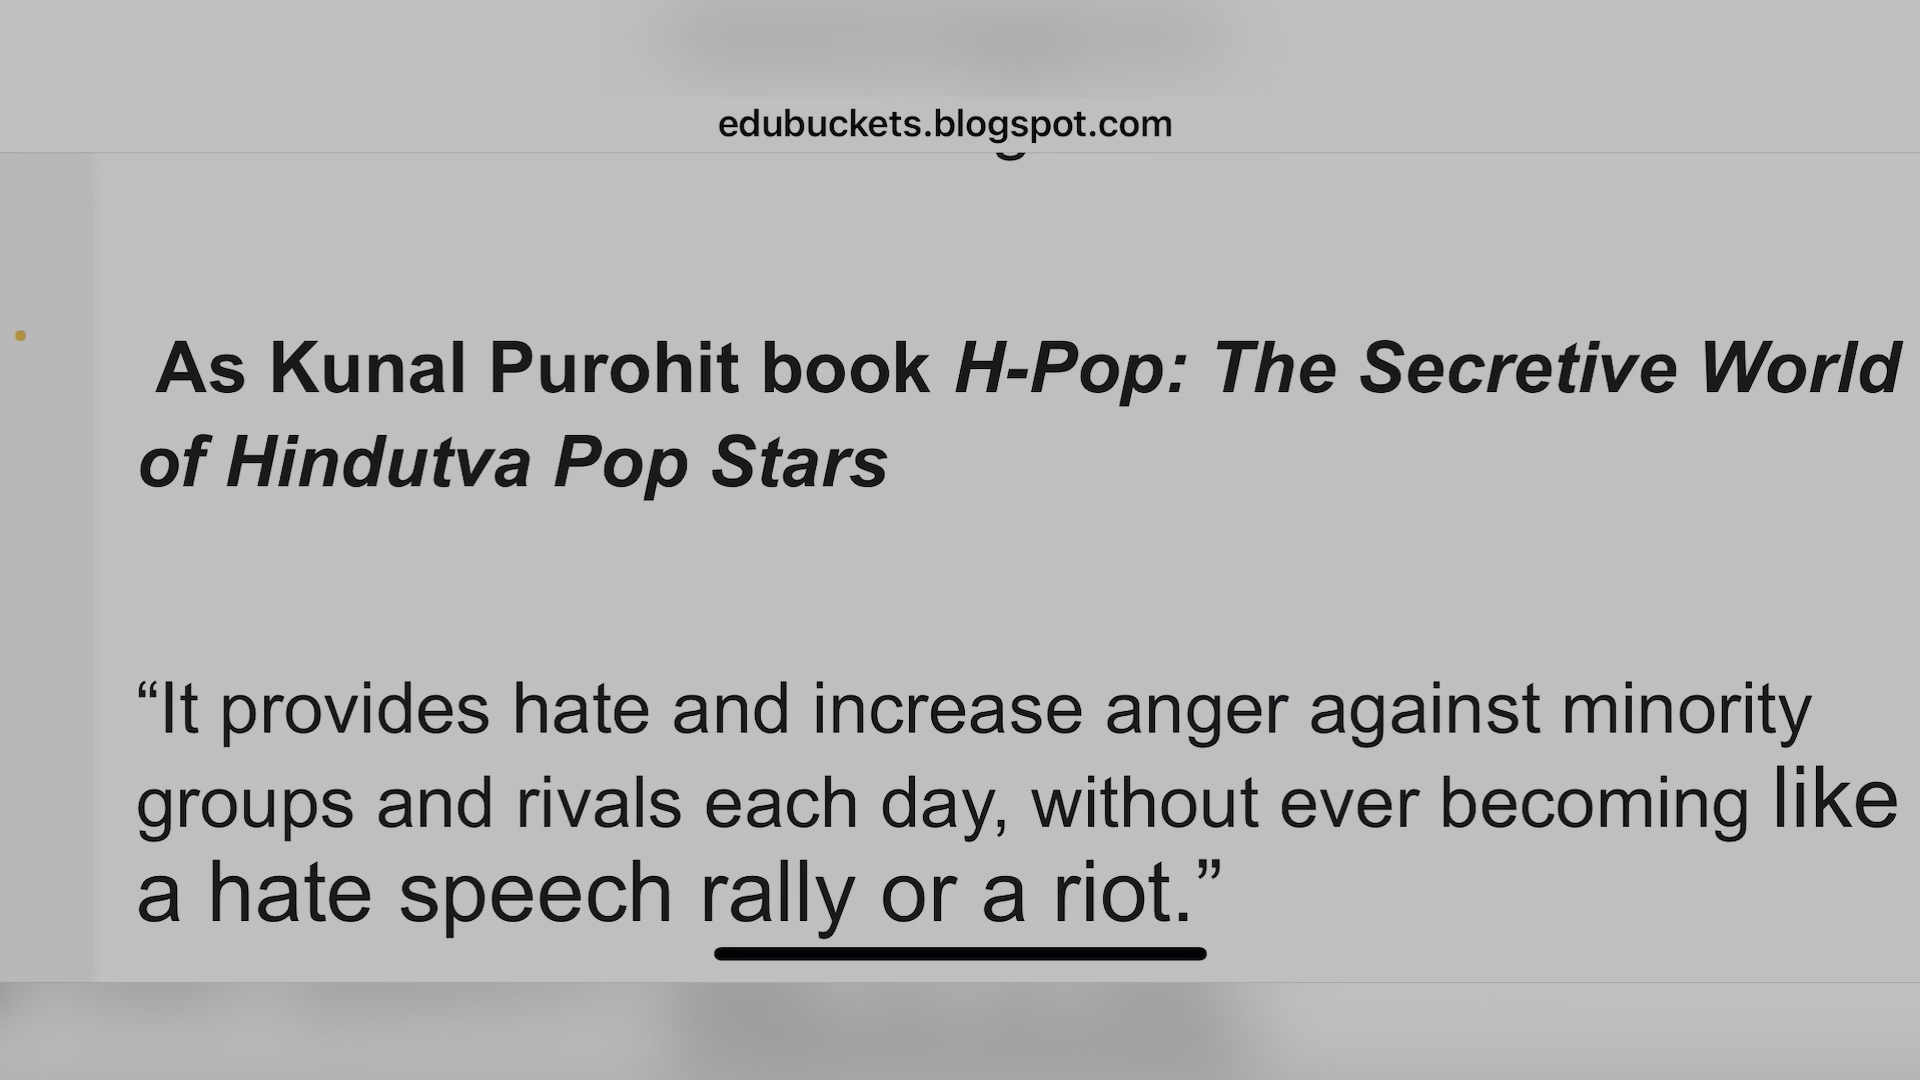 edubuckets.blogspot.com
As Kunal Purohit book H-Pop: The Secretive World
of Hindutva Pop Stars
“It provides hate and increase anger against minority
groups and rivals each day, without ever becoming like
a hate speech rally or a riot.”